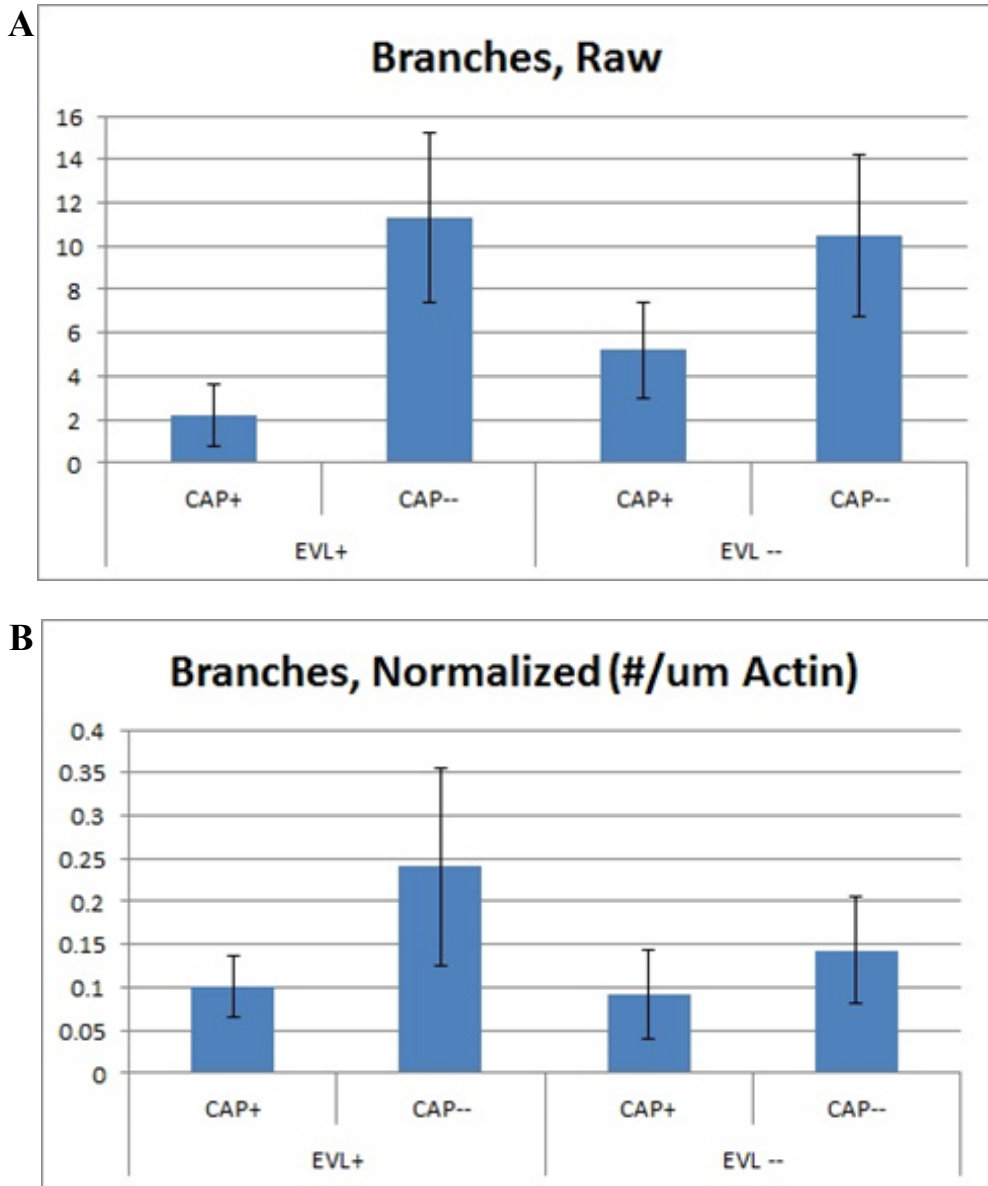 A
Branches, Raw
16
14
12
10
8
6
4
2
0
CAP+ CAP-- CAP+ CAP--
EVL+ EVL --
B
Branches, Normalized (#/um Actin)
0.4
0.35
0.3
0.25
0.2
0.15
0.1
0.05
0
CAP+ CAP-- CAP+ CAP--
EVL+ EVL --